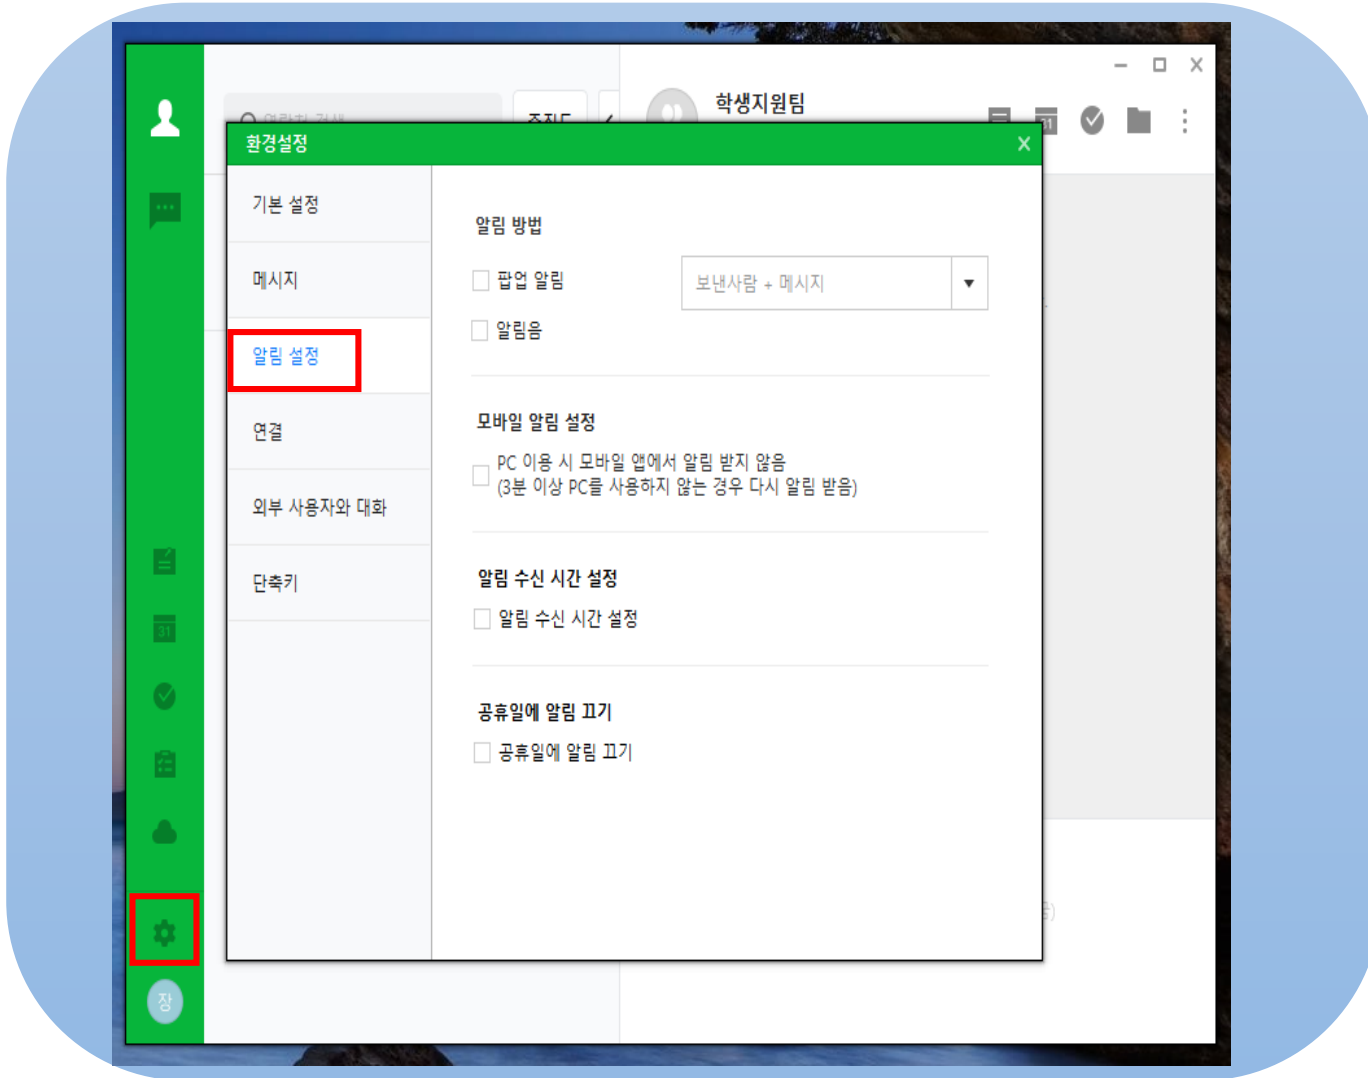 학생지원팀
31
환경설정
기본 설정
메시지
알림 설정
연결
외부 사용자와 대화
단축키
알림 방법
팝업 알림
보낸사람 + 메시지
알림음
모바일 알림 설정
PC 이용 시 모바일 앱에서 알림 받지 않음
(3분 이상 PC를 사용하지 않는 경우 다시 알림 받음)
알림 수신 시간 설정
알림 수신 시간 설정
공휴일에 알림 끄기
공휴일에 알림 끄기
31
장